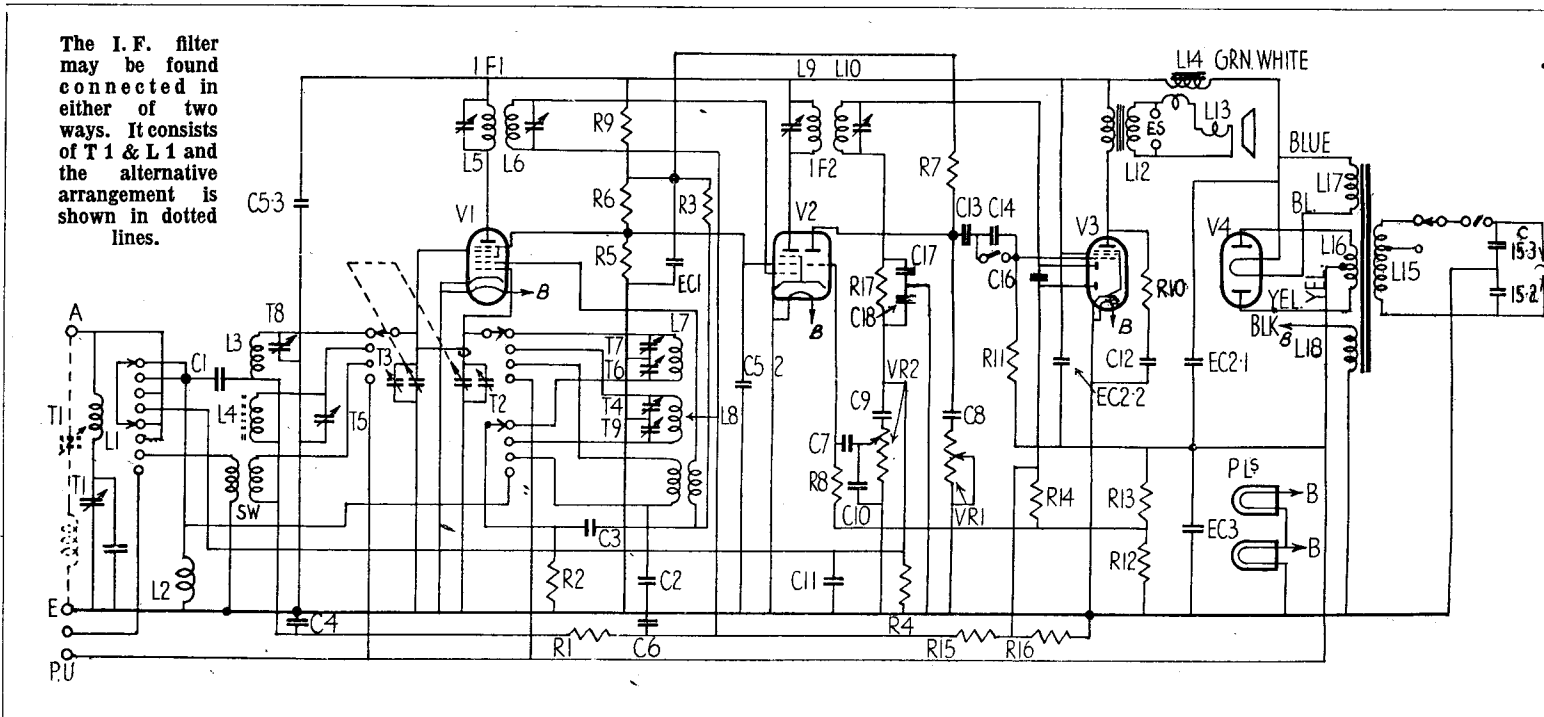 The I.F. filter
may be found
connected in
either of two
ways. It consists
of T1 & L1 and
the alternative
arrangement is
shown in dotted
lines.
IF1
L9 L10
L14 GRN. WHITE
L13
ES
R9
L5 L6
IF2
R7
L12
BLUE
L17
BL.
C5·3
V1
R6
R3
V2
C13 C14
V3
V4
L16
L15
C
15·3
15·2
R5
EC1
R17
C17
C16
R10
YEL.
YEL
B
B
C18
B
BLK
B
L18
A
T8
L3
L7
T7
T6
C5·2
R11
C12
EC2·1
T3
VR2
EC2·2
C1
T2
T4
T9
L8
C9
C8
T1
L1
L4
T5
C7
PLS
T1
SW
R8
C10
VR1
R14
R13
B
C3
EC3
B
L2
R2
C2
C11
R12
E
C4
R4
R1
C6
R15
R16
P.U